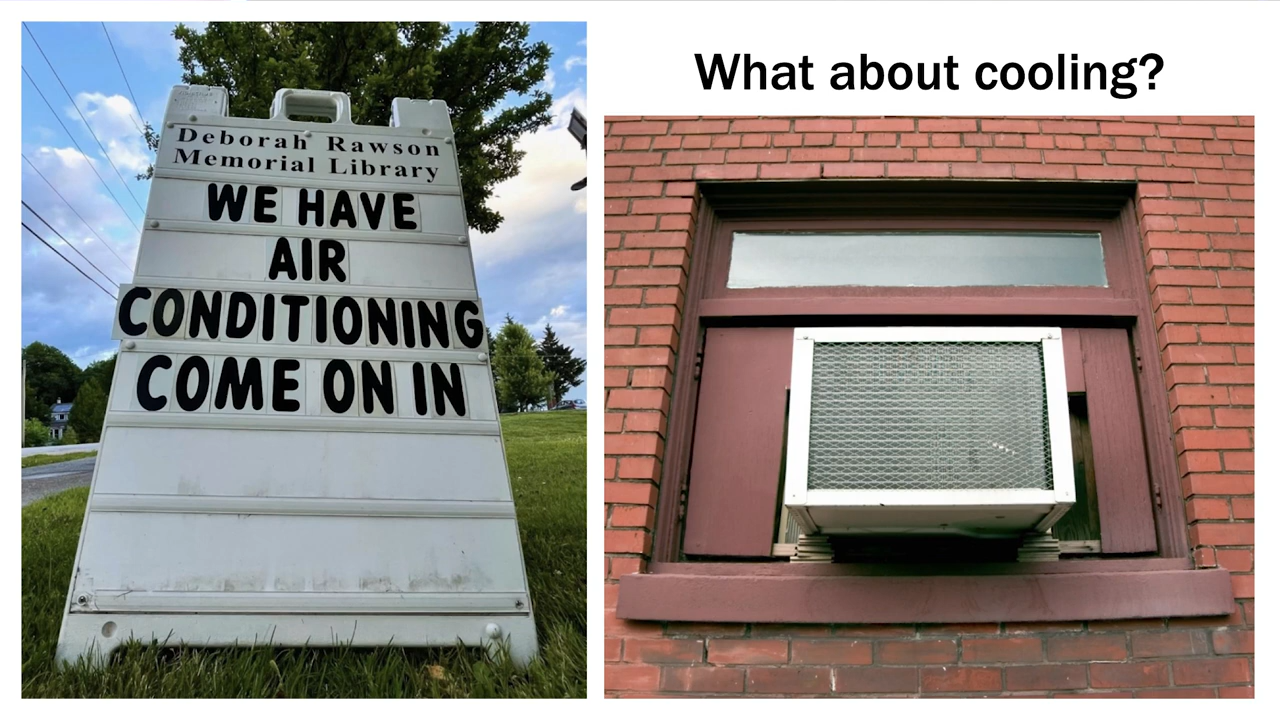 Deborah Rawson
Memorial Library
WE HAVE
AIR
CONDITIONING
COME ON IN
What about cooling?